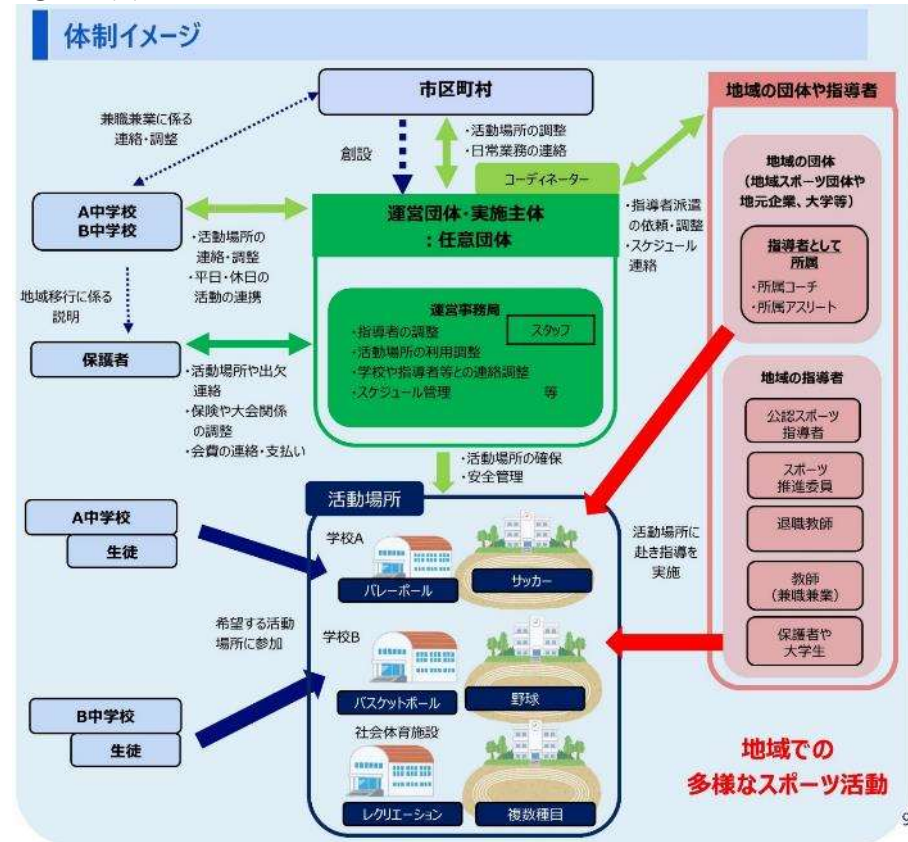 体制イメージ
市区町村
地域の団体や指導者
兼職兼業に係る
連絡・調整
創設
・活動場所の調整
・日常業務の連絡
コーディネーター
A中学校
B中学校
・活動場所の
連絡・調整
・平日・休日の
活動の連携
運営団体・実施主体
：任意団体
・指導者派遣
の依頼・調整
・スケジュール
連絡
地域の団体
（地域スポーツ団体や
地元企業、大学等）
指導者として
所属
・所属コーチ
・所属アスリート
地域移行に係る
説明
保護者
・活動場所や出欠
連絡
・保険や大会関係
の調整
・会費の連絡・支払い
運営事務局
・指導者の調整
スタッフ
・活動場所の利用調整
・学校や指導者等との連絡調整
・スケジュール管理 等
・活動場所の確保
・安全管理
地域の指導者
公認スポーツ
指導者
スポーツ
推進委員
退職教師
教師
（兼職兼業）
保護者や
大学生
A中学校
生徒
希望する活動
場所に参加
B中学校
生徒
活動場所
学校A
バレーボール
サッカー
学校B
バスケットボール
野球
社会体育施設
レクリエーション
複数種目
活動場所に
赴き指導を
実施
地域での
多様なスポーツ活動
9